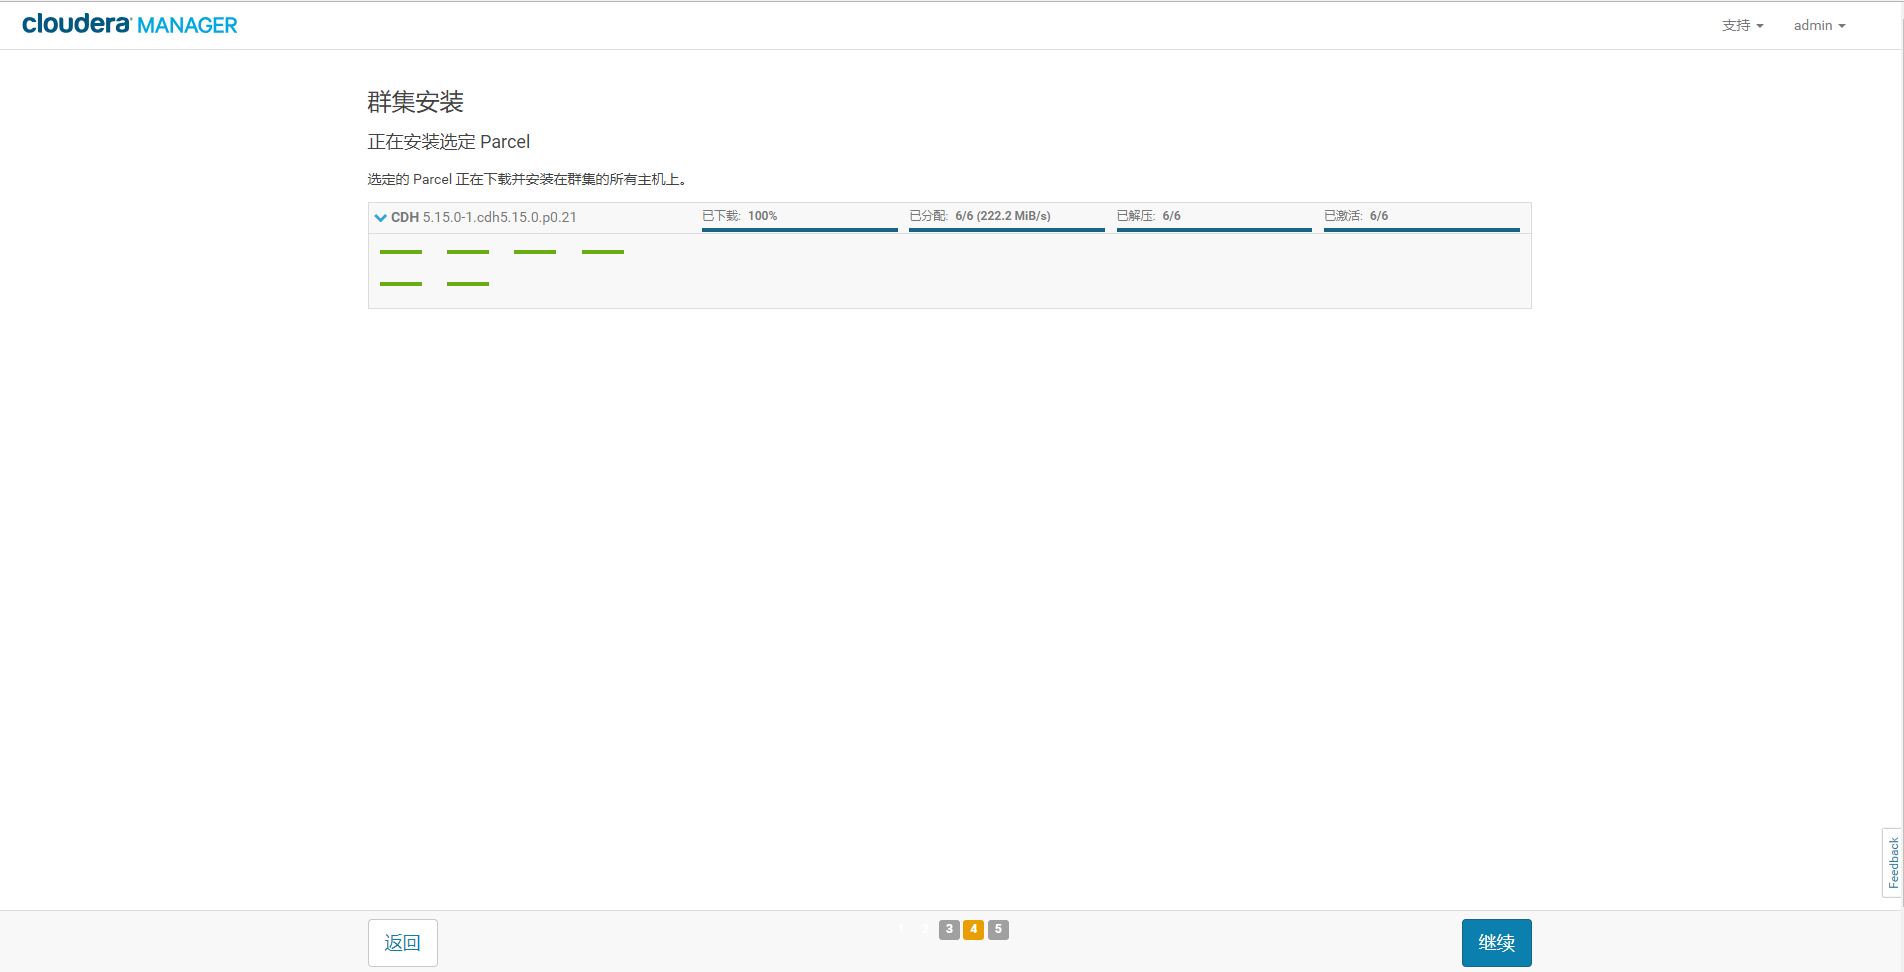 cloudera MANAGER
支持 admin
群集安装
正在安装选定 Parcel
选定的 Parcel 正在下载并安装在群集的所有主机上。
CDH 5.15.0-1.cdh5.15.0.p0.21 已下载: 100% 已分配: 6/6 (222.2 MiB/s) 已解压: 6/6 已激活: 6/6
Feedback
返回 1 2 3 4 5 继续